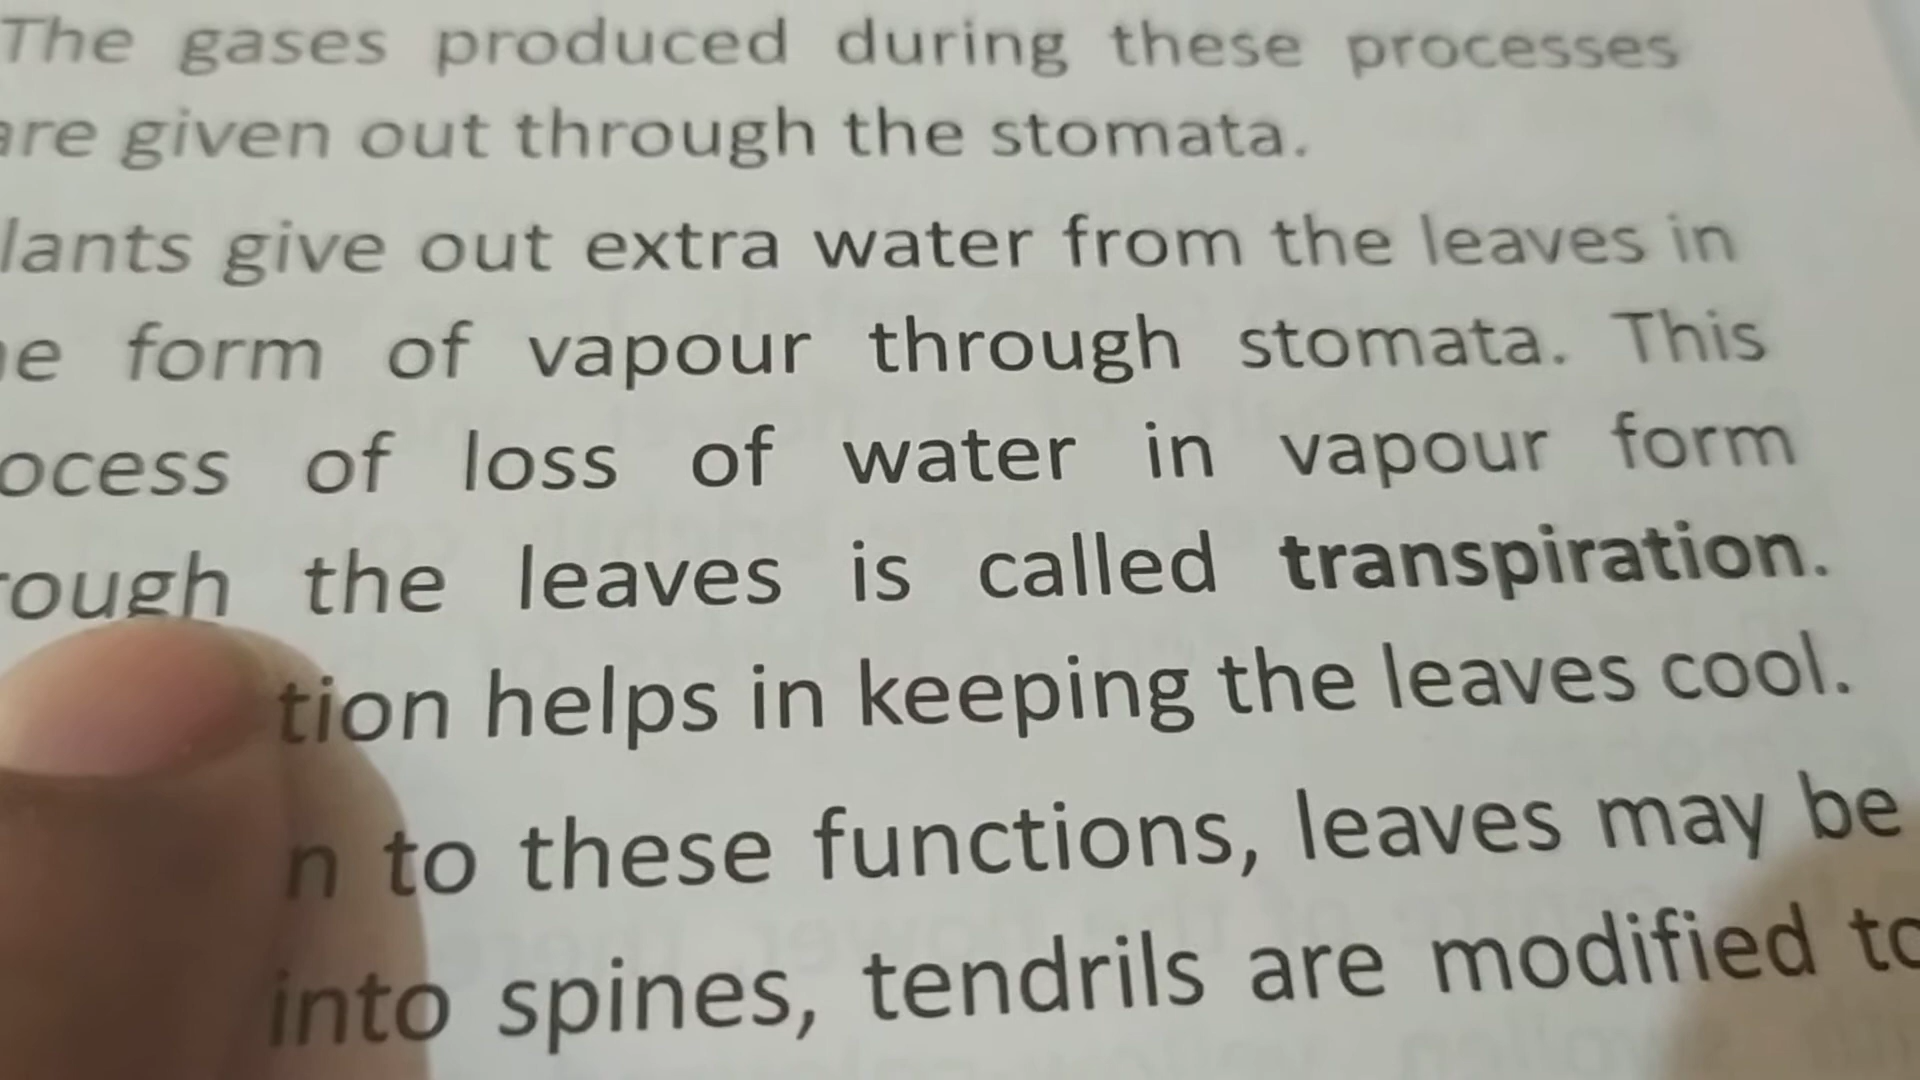 The gases produced during these processes
are given out through the stomata.
lants give out extra water from the leaves in
e form of vapour through stomata. This
ocess of loss of water in vapour form
rough the leaves is called transpiration.
tion helps in keeping the leaves cool.
n to these functions, leaves may be
into spines, tendrils are modified to